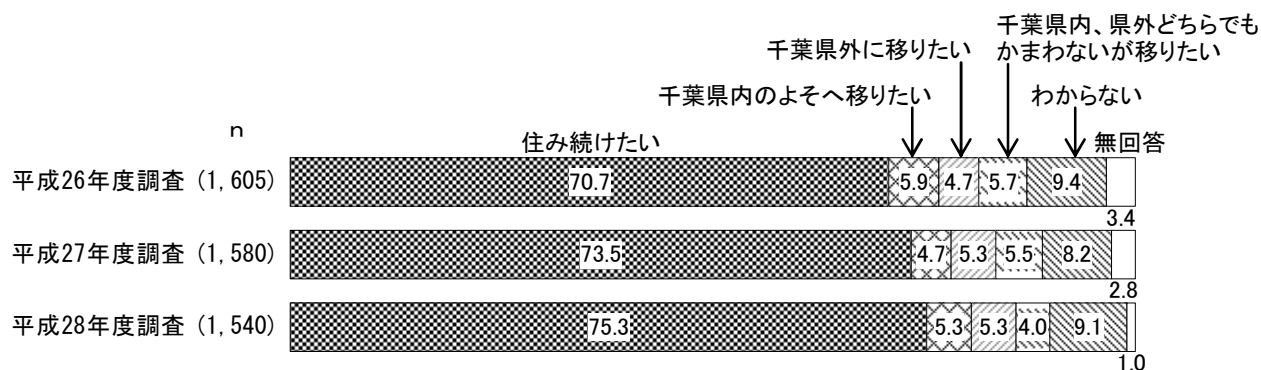 千葉県内、県外どちらでも
かまわないが移りたい
千葉県外に移りたい
千葉県内のよそへ移りたい
わからない
n
住み続けたい
無回答
平成26年度調査 (1,605)
70.7
5.9
4.7
5.7
9.4
3.4
平成27年度調査 (1,580)
73.5
4.7
5.3
5.5
8.2
2.8
平成28年度調査 (1,540)
75.3
5.3
5.3
4.0
9.1
1.0